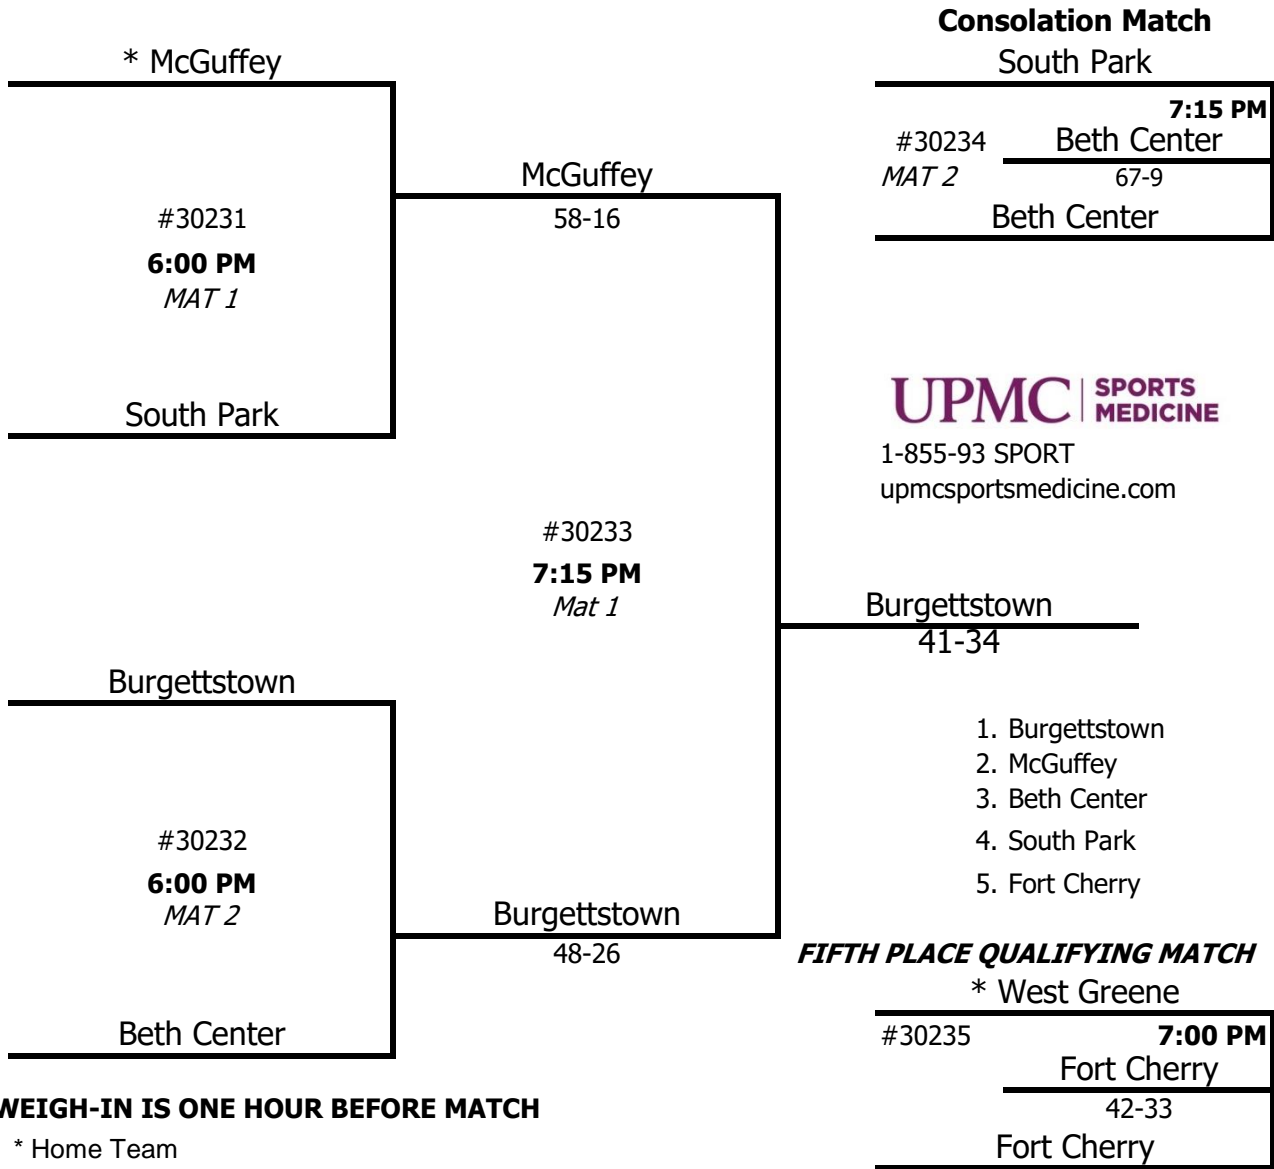 Consolation Match
* McGuffey
South Park
7:15 PM
#30234
Beth Center
MAT 2
67-9
Beth Center
McGuffey
58-16
#30231
6:00 PM
MAT 1
South Park
UPMC SPORTS MEDICINE
1-855-93 SPORT
upmcsportsmedicine.com
#30233
7:15 PM
Mat 1
Burgettstown
41-34
Burgettstown
#30232
6:00 PM
MAT 2
Beth Center
Burgettstown
48-26
1. Burgettstown
2. McGuffey
3. Beth Center
4. South Park
5. Fort Cherry
FIFTH PLACE QUALIFYING MATCH
* West Greene
#30235
7:00 PM
Fort Cherry
42-33
Fort Cherry
WEIGH-IN IS ONE HOUR BEFORE MATCH
* Home Team